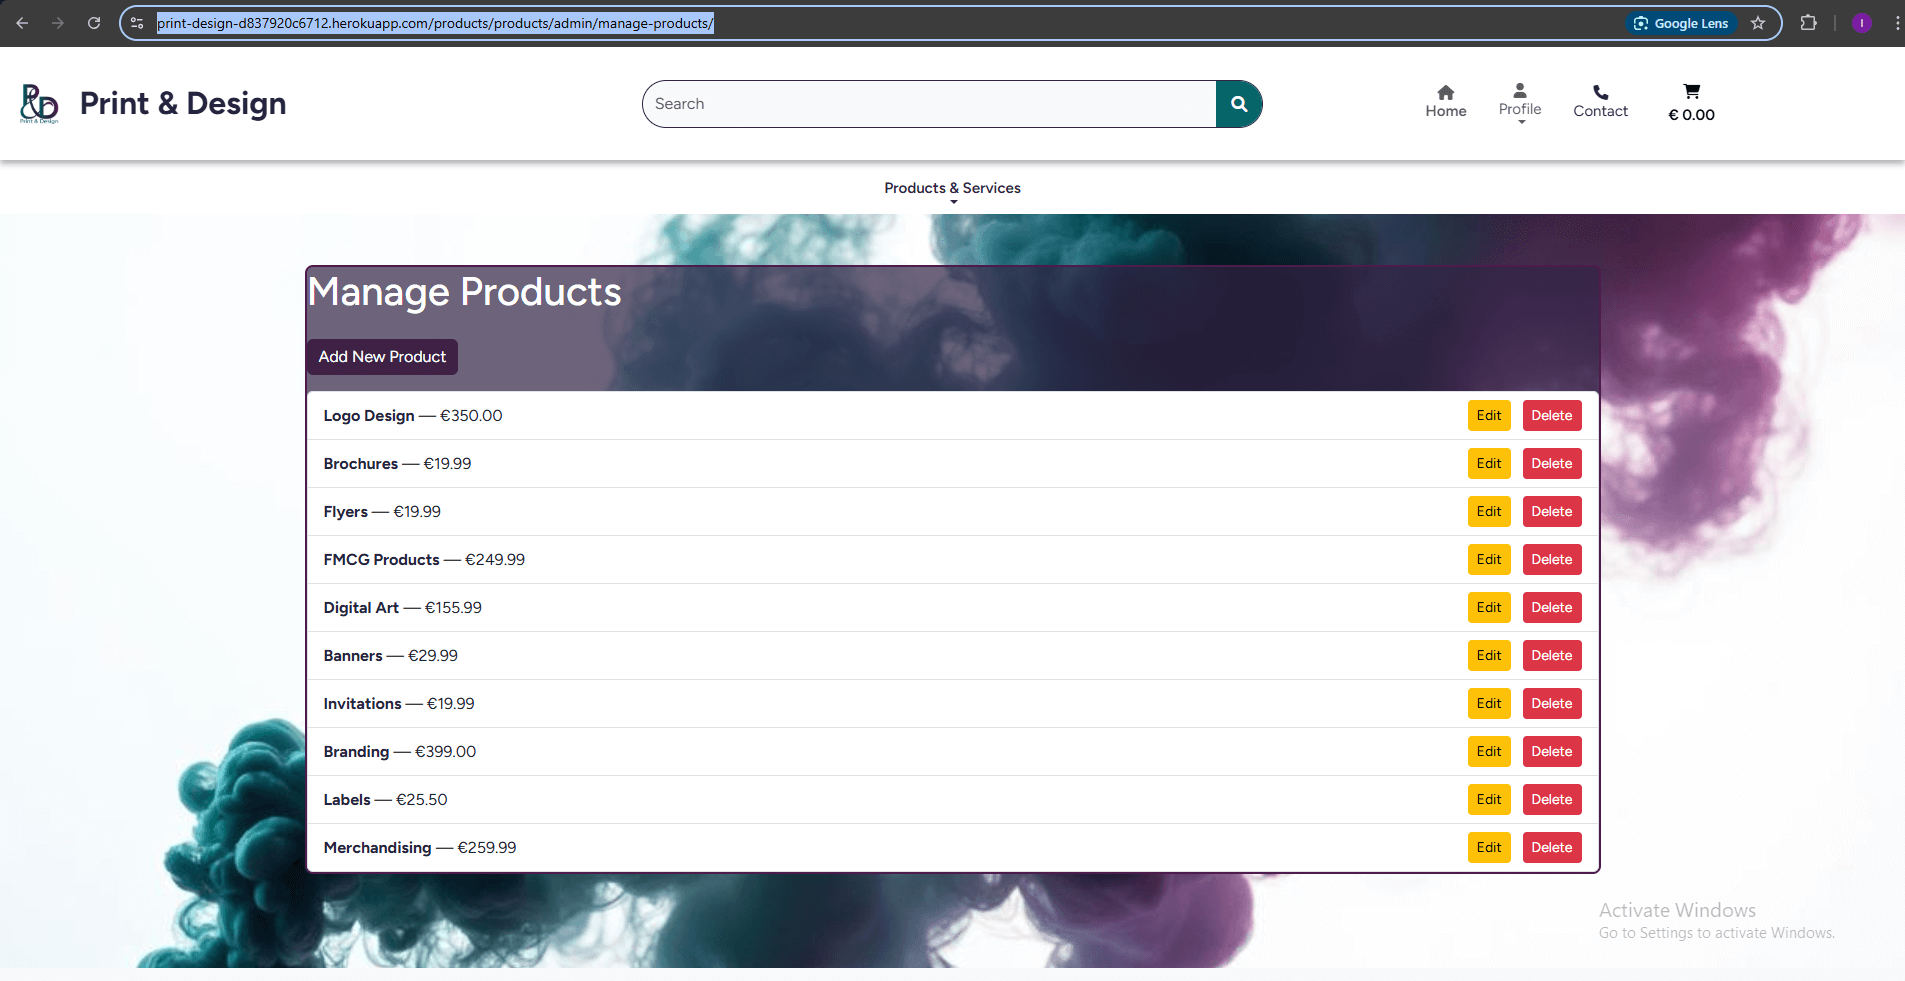 print-design-d837920c6712.herokuapp.com/products/products/admin/manage-products/
Google Lens
I
P&D
Print & Design
Print & Design
Search
Home
Profile
Contact
€ 0.00
Products & Services
Manage Products
Add New Product
Logo Design — €350.00 Edit Delete
Brochures — €19.99 Edit Delete
Flyers — €19.99 Edit Delete
FMCG Products — €249.99 Edit Delete
Digital Art — €155.99 Edit Delete
Banners — €29.99 Edit Delete
Invitations — €19.99 Edit Delete
Branding — €399.00 Edit Delete
Labels — €25.50 Edit Delete
Merchandising — €259.99 Edit Delete
Activate Windows
Go to Settings to activate Windows.